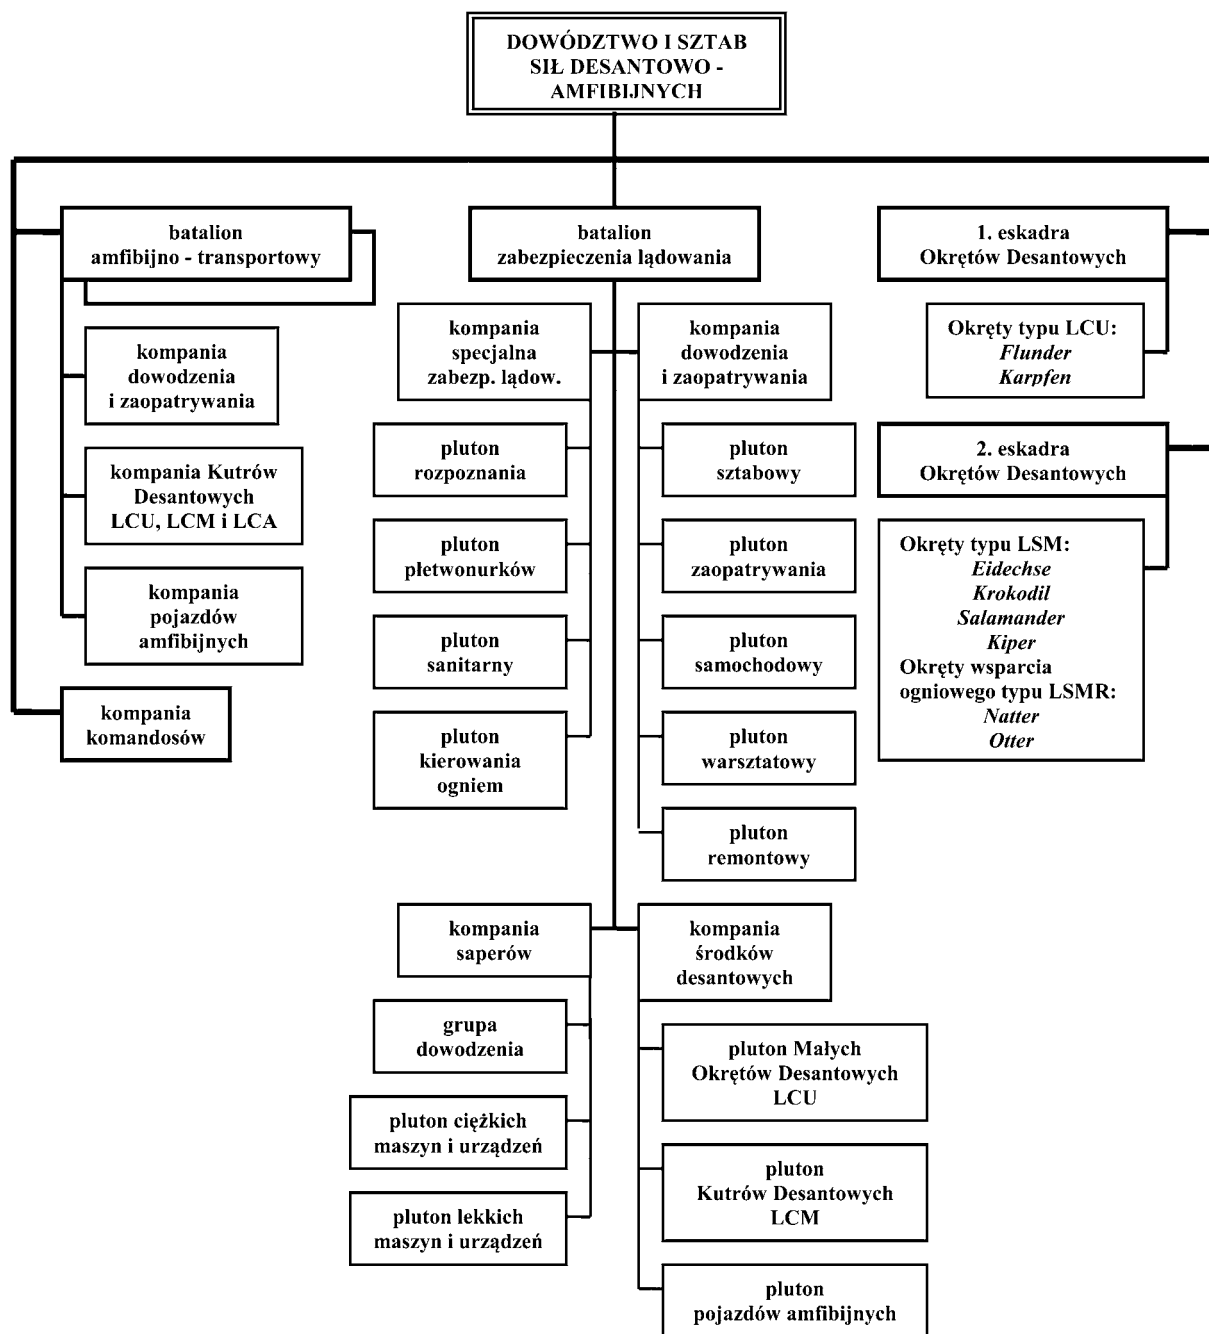 DOWÓDZTWO I SZTAB
SIŁ DESANTOWO -
AMFIBIJNYCH
batalion
amfibijno - transportowy
kompania
dowodzenia
i zaopatrywania
kompania Kutrów
Desantowych
LCU, LCM i LCA
kompania
pojazdów
amfibijnych
kompania
komandosów
batalion
zabezpieczenia lądowania
kompania
specjalna
zabezp. lądow.
pluton
rozpoznania
pluton
płetwonurków
pluton
sanitarny
pluton
kierowania
ogniem
kompania
dowodzenia
i zaopatrywania
pluton
sztabowy
pluton
zaopatrywania
pluton
samochodowy
pluton
warsztatowy
pluton
remontowy
kompania
saperów
grupa
dowodzenia
pluton ciężkich
maszyn i urządzeń
pluton lekkich
maszyn i urządzeń
kompania
środków
desantowych
pluton Małych
Okrętów Desantowych
LCU
pluton
Kutrów Desantowych
LCM
pluton
pojazdów amfibijnych
1. eskadra
Okrętów Desantowych
Okręty typu LCU:
Flunder
Karpfen
2. eskadra
Okrętów Desantowych
Okręty typu LSM:
Eidechse
Krokodil
Salamander
Kiper
Okręty wsparcia
ogniowego typu LSMR:
Natter
Otter